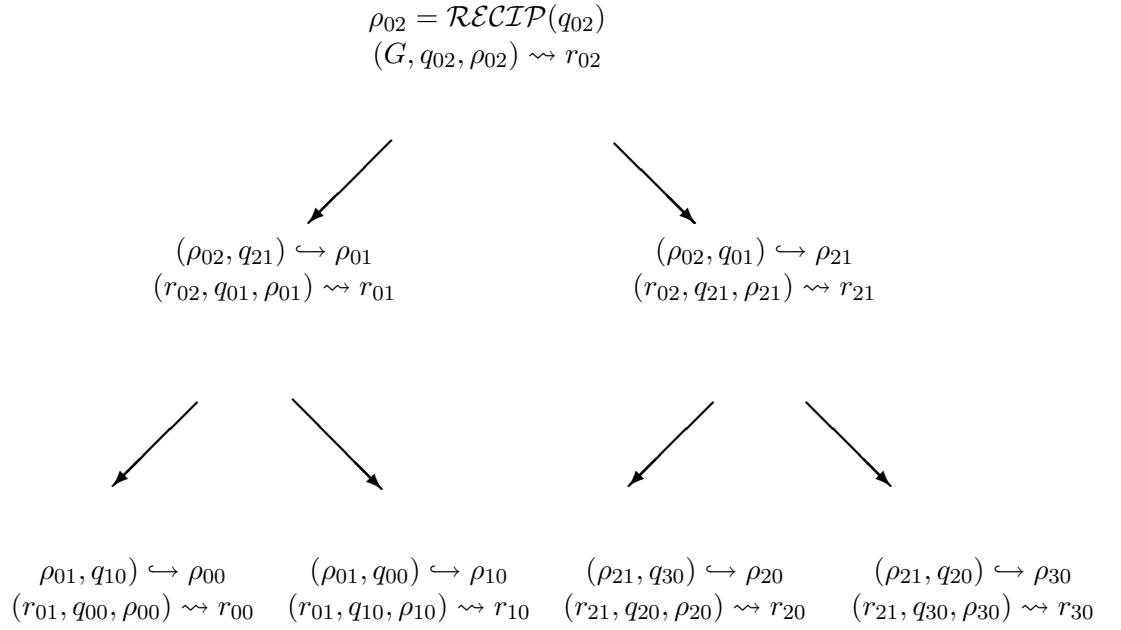 ρ₀₂ = ℛℰ𝒞ℐ𝒫(q₀₂)
(G, q₀₂, ρ₀₂) ⇝ r₀₂
(ρ₀₂, q₂₁) ↪ ρ₀₁
(r₀₂, q₀₁, ρ₀₁) ⇝ r₀₁
(ρ₀₂, q₀₁) ↪ ρ₂₁
(r₀₂, q₂₁, ρ₂₁) ⇝ r₂₁
ρ₀₁, q₁₀) ↪ ρ₀₀
(r₀₁, q₀₀, ρ₀₀) ⇝ r₀₀
(ρ₀₁, q₀₀) ↪ ρ₁₀
(r₀₁, q₁₀, ρ₁₀) ⇝ r₁₀
(ρ₂₁, q₃₀) ↪ ρ₂₀
(r₂₁, q₂₀, ρ₂₀) ⇝ r₂₀
(ρ₂₁, q₂₀) ↪ ρ₃₀
(r₂₁, q₃₀, ρ₃₀) ⇝ r₃₀